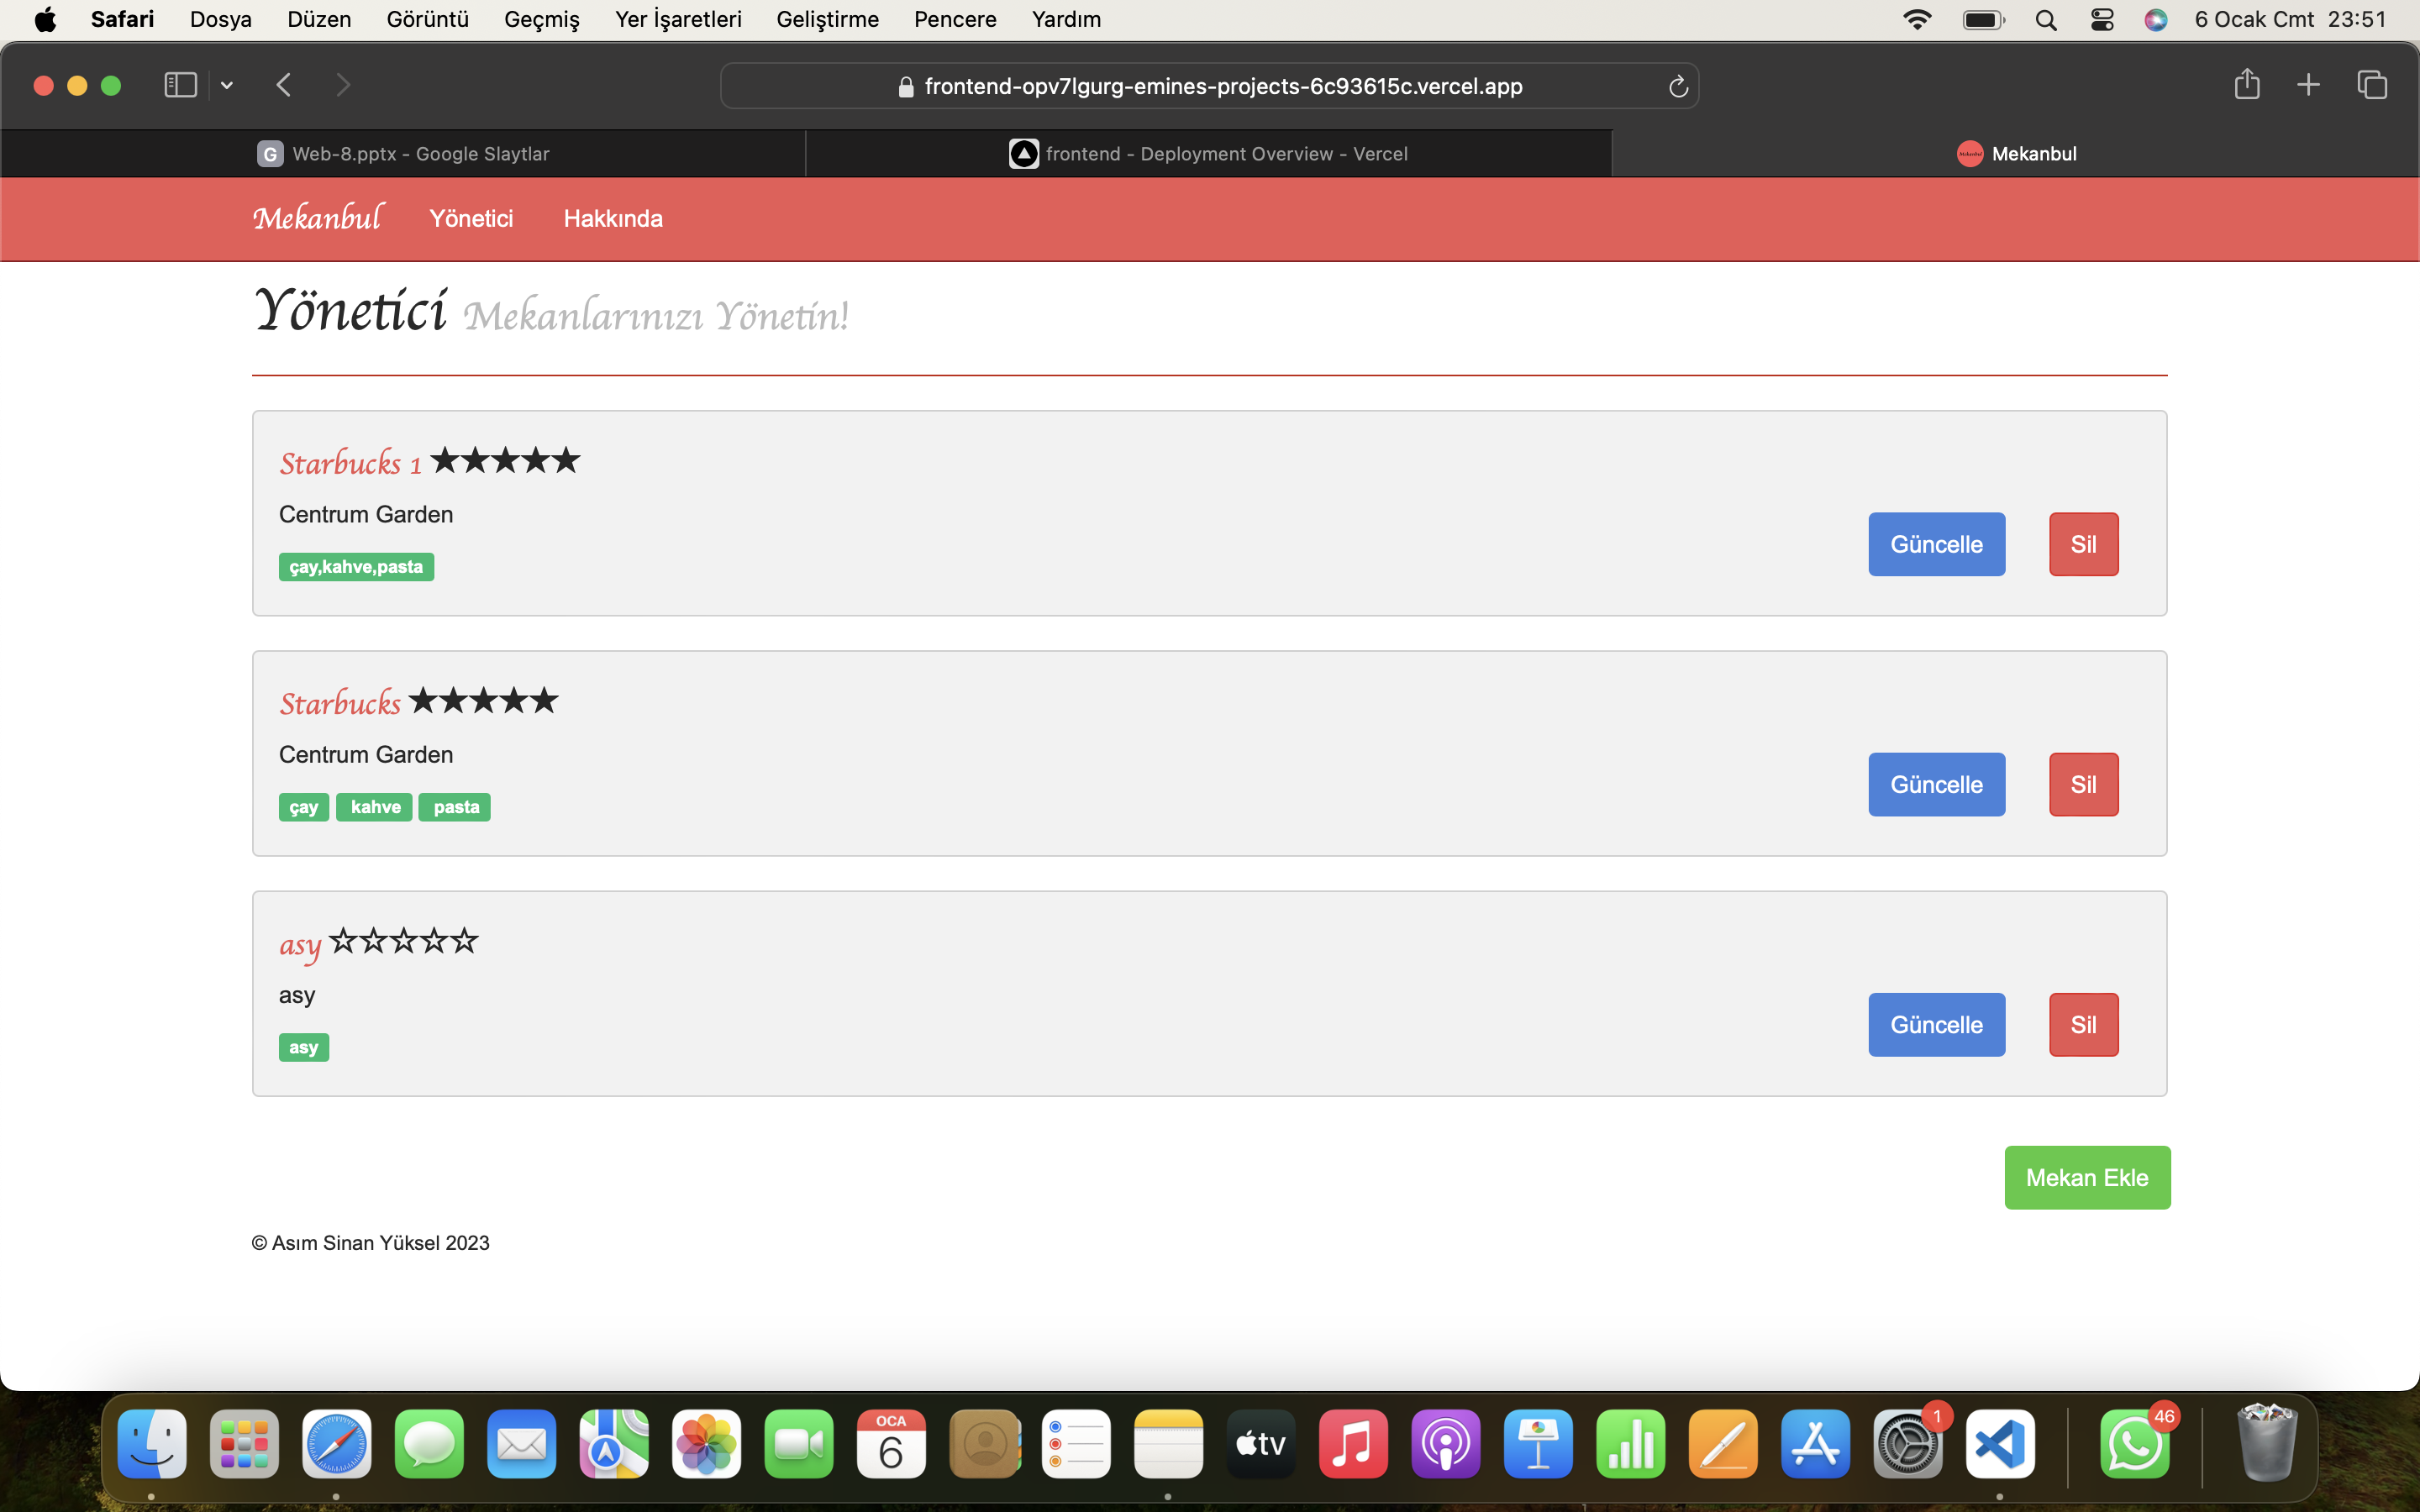 Safari Dosya Düzen Görüntü Geçmiş Yer İşaretleri Geliştirme Pencere Yardım 6 Ocak Cmt 23:51
frontend-opv7lgurg-emines-projects-6c93615c.vercel.app
G Web-8.pptx - Google Slaytlar frontend - Deployment Overview - Vercel Mekanbul
Mekanbul Yönetici Hakkında
Yönetici Mekanlarınızı Yönetin!
Starbucks 1 ★★★★★
Centrum Garden
çay,kahve,pasta
Güncelle Sil
Starbucks ★★★★★
Centrum Garden
çay kahve pasta
Güncelle Sil
asy ☆☆☆☆☆
asy
asy
Güncelle Sil
Mekan Ekle
© Asım Sinan Yüksel 2023
OCA
6
tv
1
46